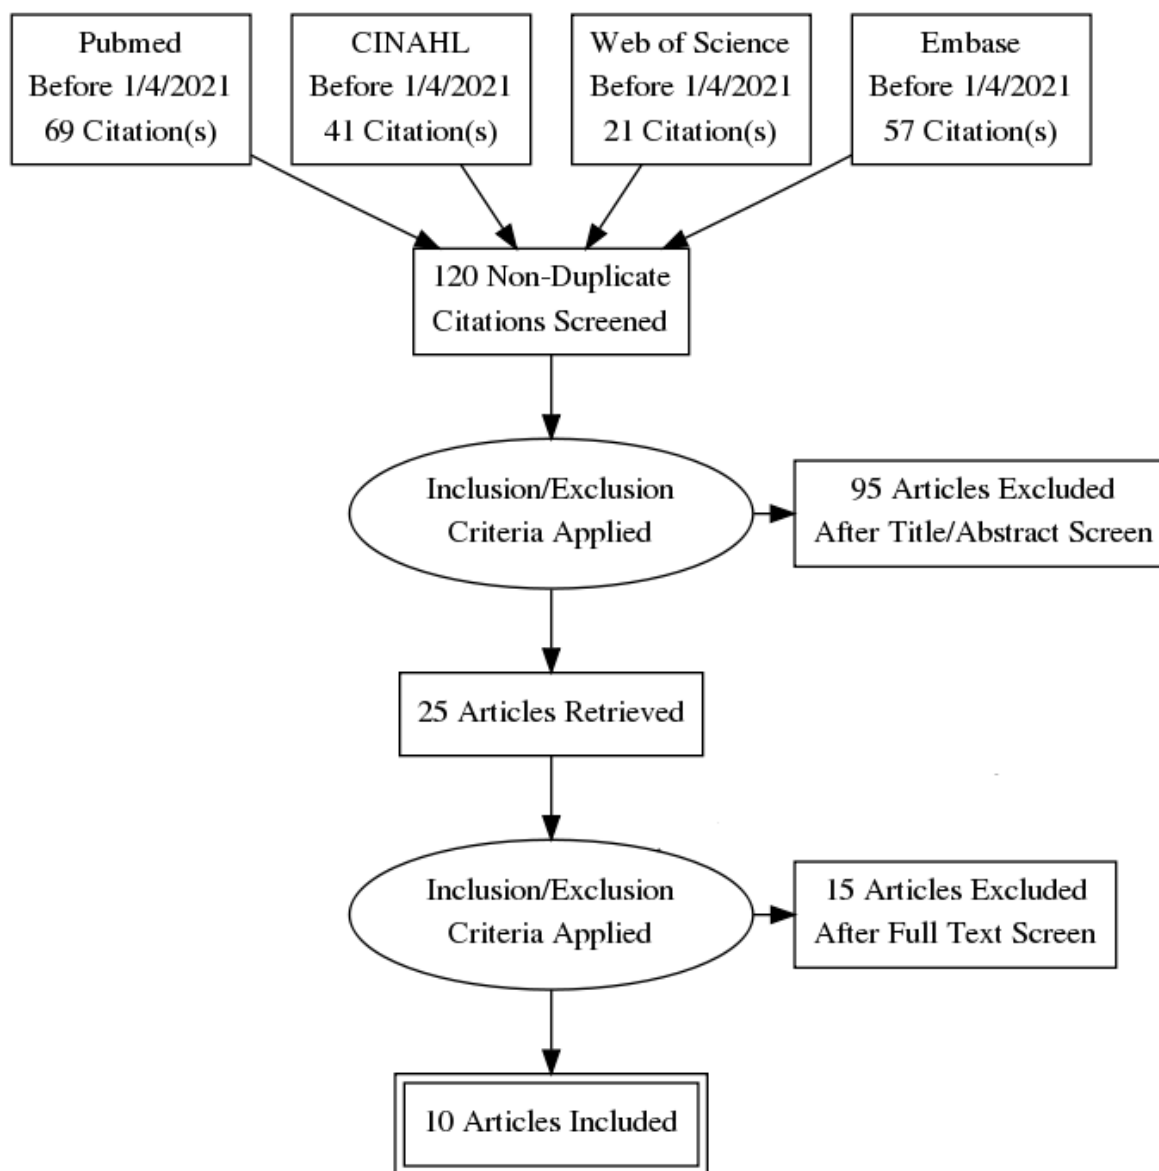 Pubmed
Before 1/4/2021
69 Citation(s)
CINAHL
Before 1/4/2021
41 Citation(s)
Web of Science
Before 1/4/2021
21 Citation(s)
Embase
Before 1/4/2021
57 Citation(s)
120 Non-Duplicate
Citations Screened
Inclusion/Exclusion
Criteria Applied
95 Articles Excluded
After Title/Abstract Screen
25 Articles Retrieved
Inclusion/Exclusion
Criteria Applied
15 Articles Excluded
After Full Text Screen
10 Articles Included